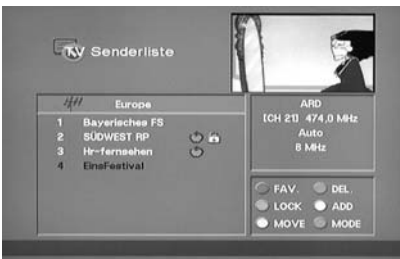 TV Senderliste
Europe
1 Bayerisches FS
2 SÜDWEST RP
3 Hr-fernsehen
4 EinsFestival
ARD
[CH 21] 474,0 MHz
Auto
8 MHz
FAV. DEL.
LOCK ADD
MOVE MODE